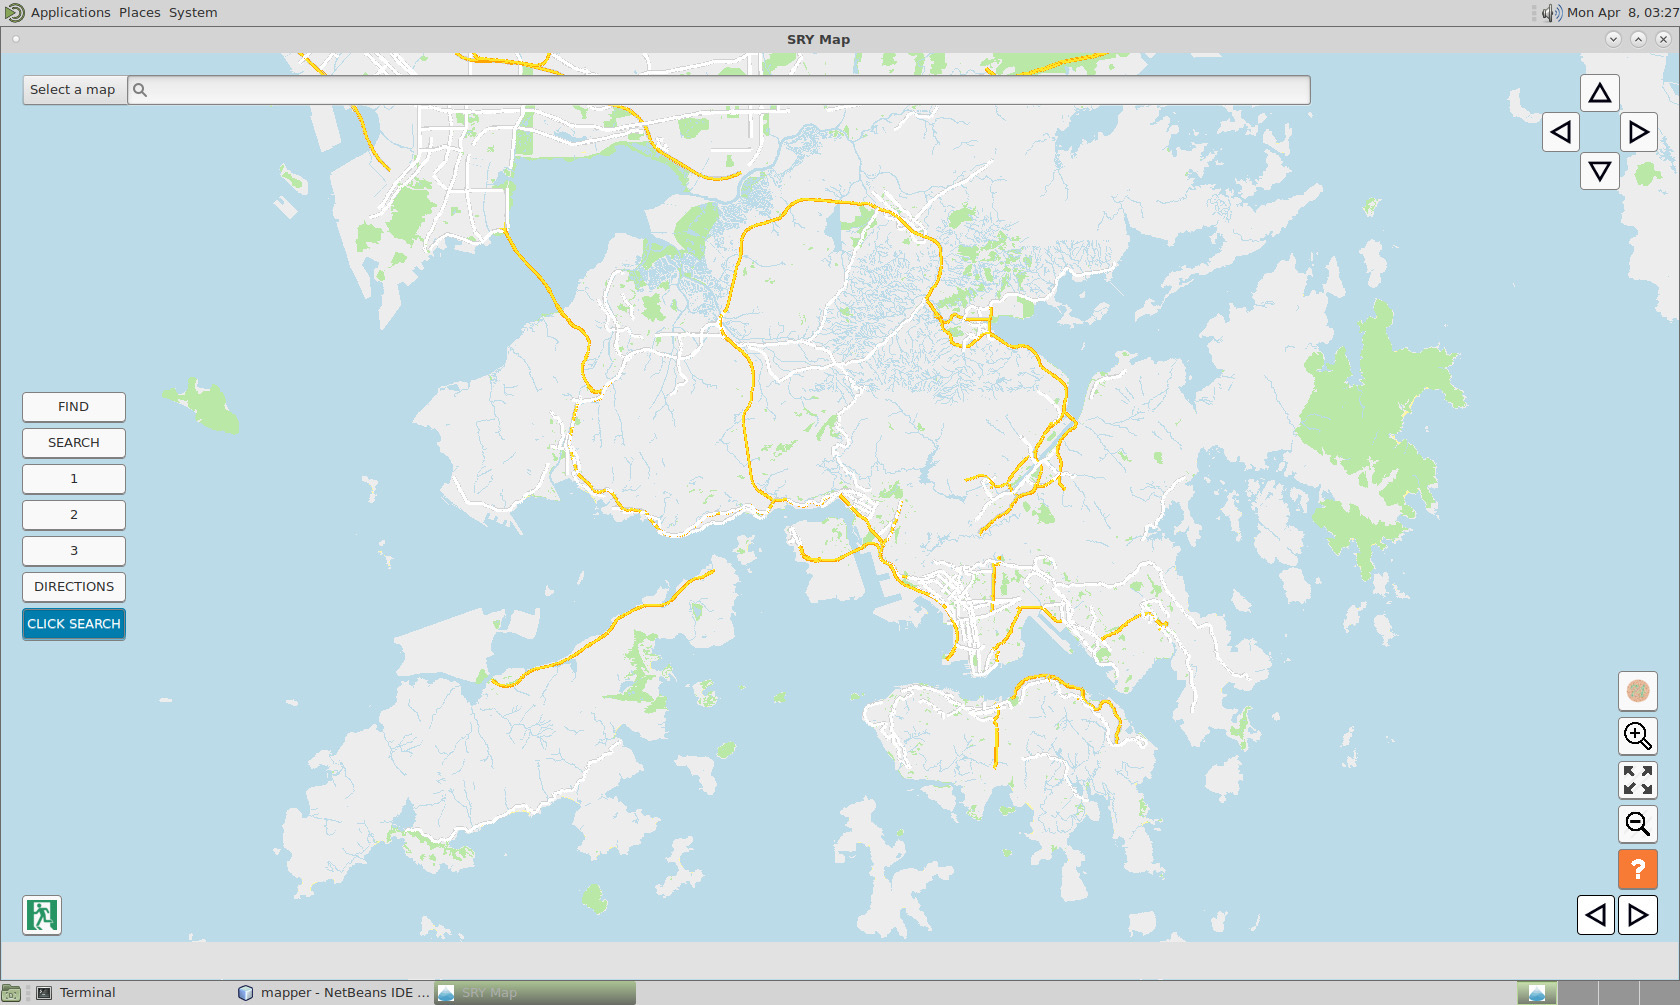 Applications Places System
Mon Apr 8, 03:27
SRY Map
Select a map
FIND
SEARCH
1
2
3
DIRECTIONS
CLICK SEARCH
?
Terminal
mapper - NetBeans IDE ...
SRY Map